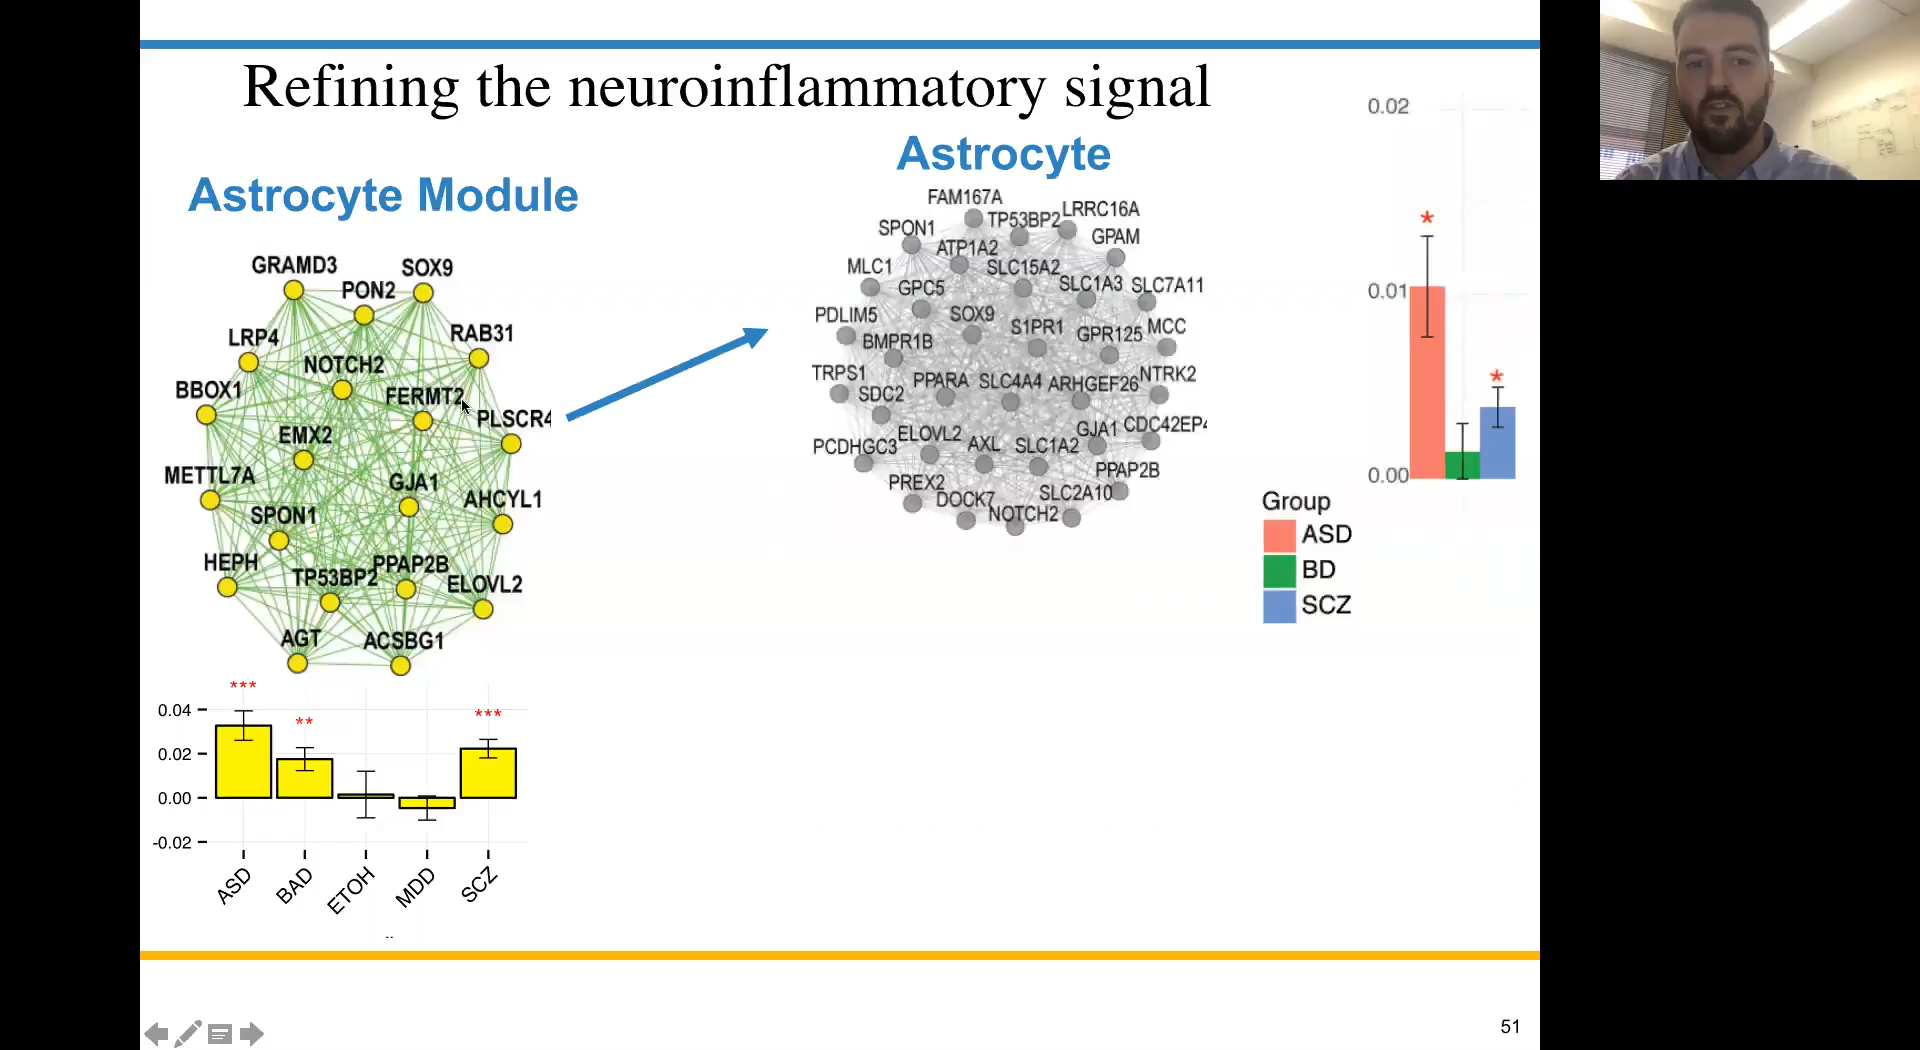 Refining the neuroinflammatory signal
Astrocyte Module
GRAMD3
SOX9
PON2
LRP4
RAB31
NOTCH2
BBOX1
FERMT2
PLSCR4
EMX2
METTL7A
GJA1
AHCYL1
SPON1
HEPH
PPAP2B
TP53BP2
ELOVL2
AGT
ACSBG1
***
**
***
0.04
0.02
0.00
-0.02
ASD
BAD
ETOH
MDD
SCZ
Astrocyte
FAM167A
LRRC16A
TP53BP2
SPON1
GPAM
ATP1A2
MLC1
SLC15A2
GPC5
SLC1A3
SLC7A11
PDLIM5
SOX9
S1PR1
GPR125
MCC
BMPR1B
TRPS1
PPARA
SLC4A4
ARHGEF26
NTRK2
SDC2
ELOVL2
GJA1
CDC42EP4
PCDHGC3
AXL
SLC1A2
PPAP2B
PREX2
DOCK7
SLC2A10
NOTCH2
0.02
*
0.01
*
0.00
Group
ASD
BD
SCZ
51